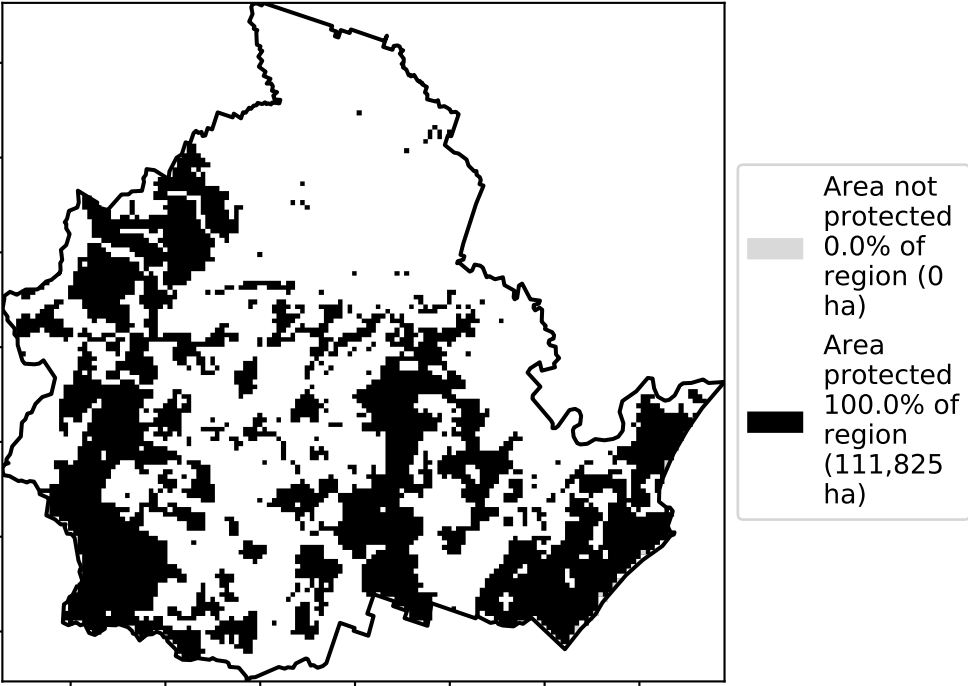 Area not
protected
0.0% of
region (0
ha)
Area
protected
100.0% of
region
(111,825
ha)